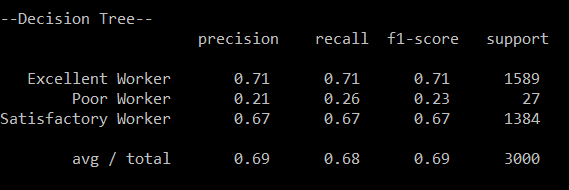 --Decision Tree--
precision recall f1-score support
Excellent Worker 0.71 0.71 0.71 1589
Poor Worker 0.21 0.26 0.23 27
Satisfactory Worker 0.67 0.67 0.67 1384
avg / total 0.69 0.68 0.69 3000